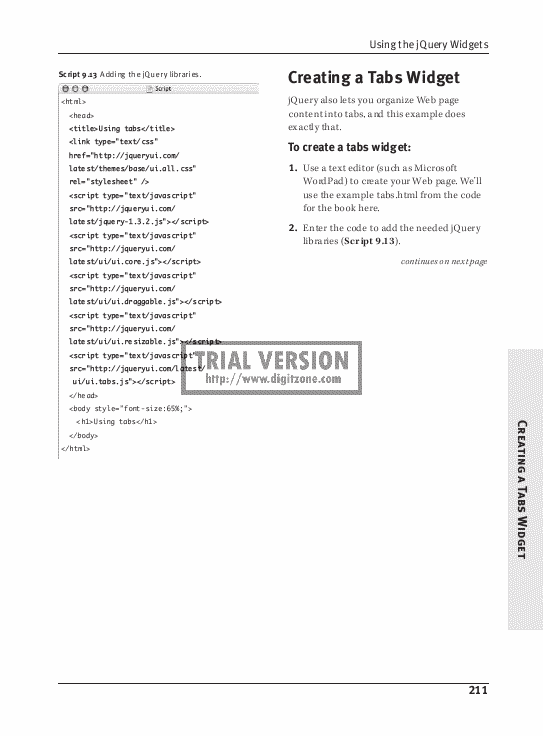 Using the jQuery Widgets
Script 9.13 Adding the jQuery libraries.
Script
<html>
<head>
<title>Using tabs</title>
<link type="text/css"
href="http://jqueryui.com/
latest/themes/base/ui.all.css"
rel="stylesheet" />
<script type="text/javascript"
src="http://jqueryui.com/
latest/jquery-1.3.2.js"></script>
<script type="text/javascript"
src="http://jqueryui.com/
latest/ui/ui.core.js"></script>
<script type="text/javascript"
src="http://jqueryui.com/
latest/ui/ui.draggable.js"></script>
<script type="text/javascript"
src="http://jqueryui.com/
latest/ui/ui.resizable.js"></script>
<script type="text/javascript"
src="http://jqueryui.com/latest/
ui/ui.tabs.js"></script>
</head>
<body style="font-size:65%;">
<h1>Using tabs</h1>
</body>
</html>
Creating a Tabs Widget
jQuery also lets you organize Web page
content into tabs, and this example does
exactly that.
To create a tabs widget:
1. Use a text editor (such as Microsoft
WordPad) to create your Web page. We'll
use the example tabs.html from the code
for the book here.
2. Enter the code to add the needed jQuery
libraries (Script 9.13).
continues on next page
TRIAL VERSION
http://www.digitzone.com
Creating a Tabs Widget
211